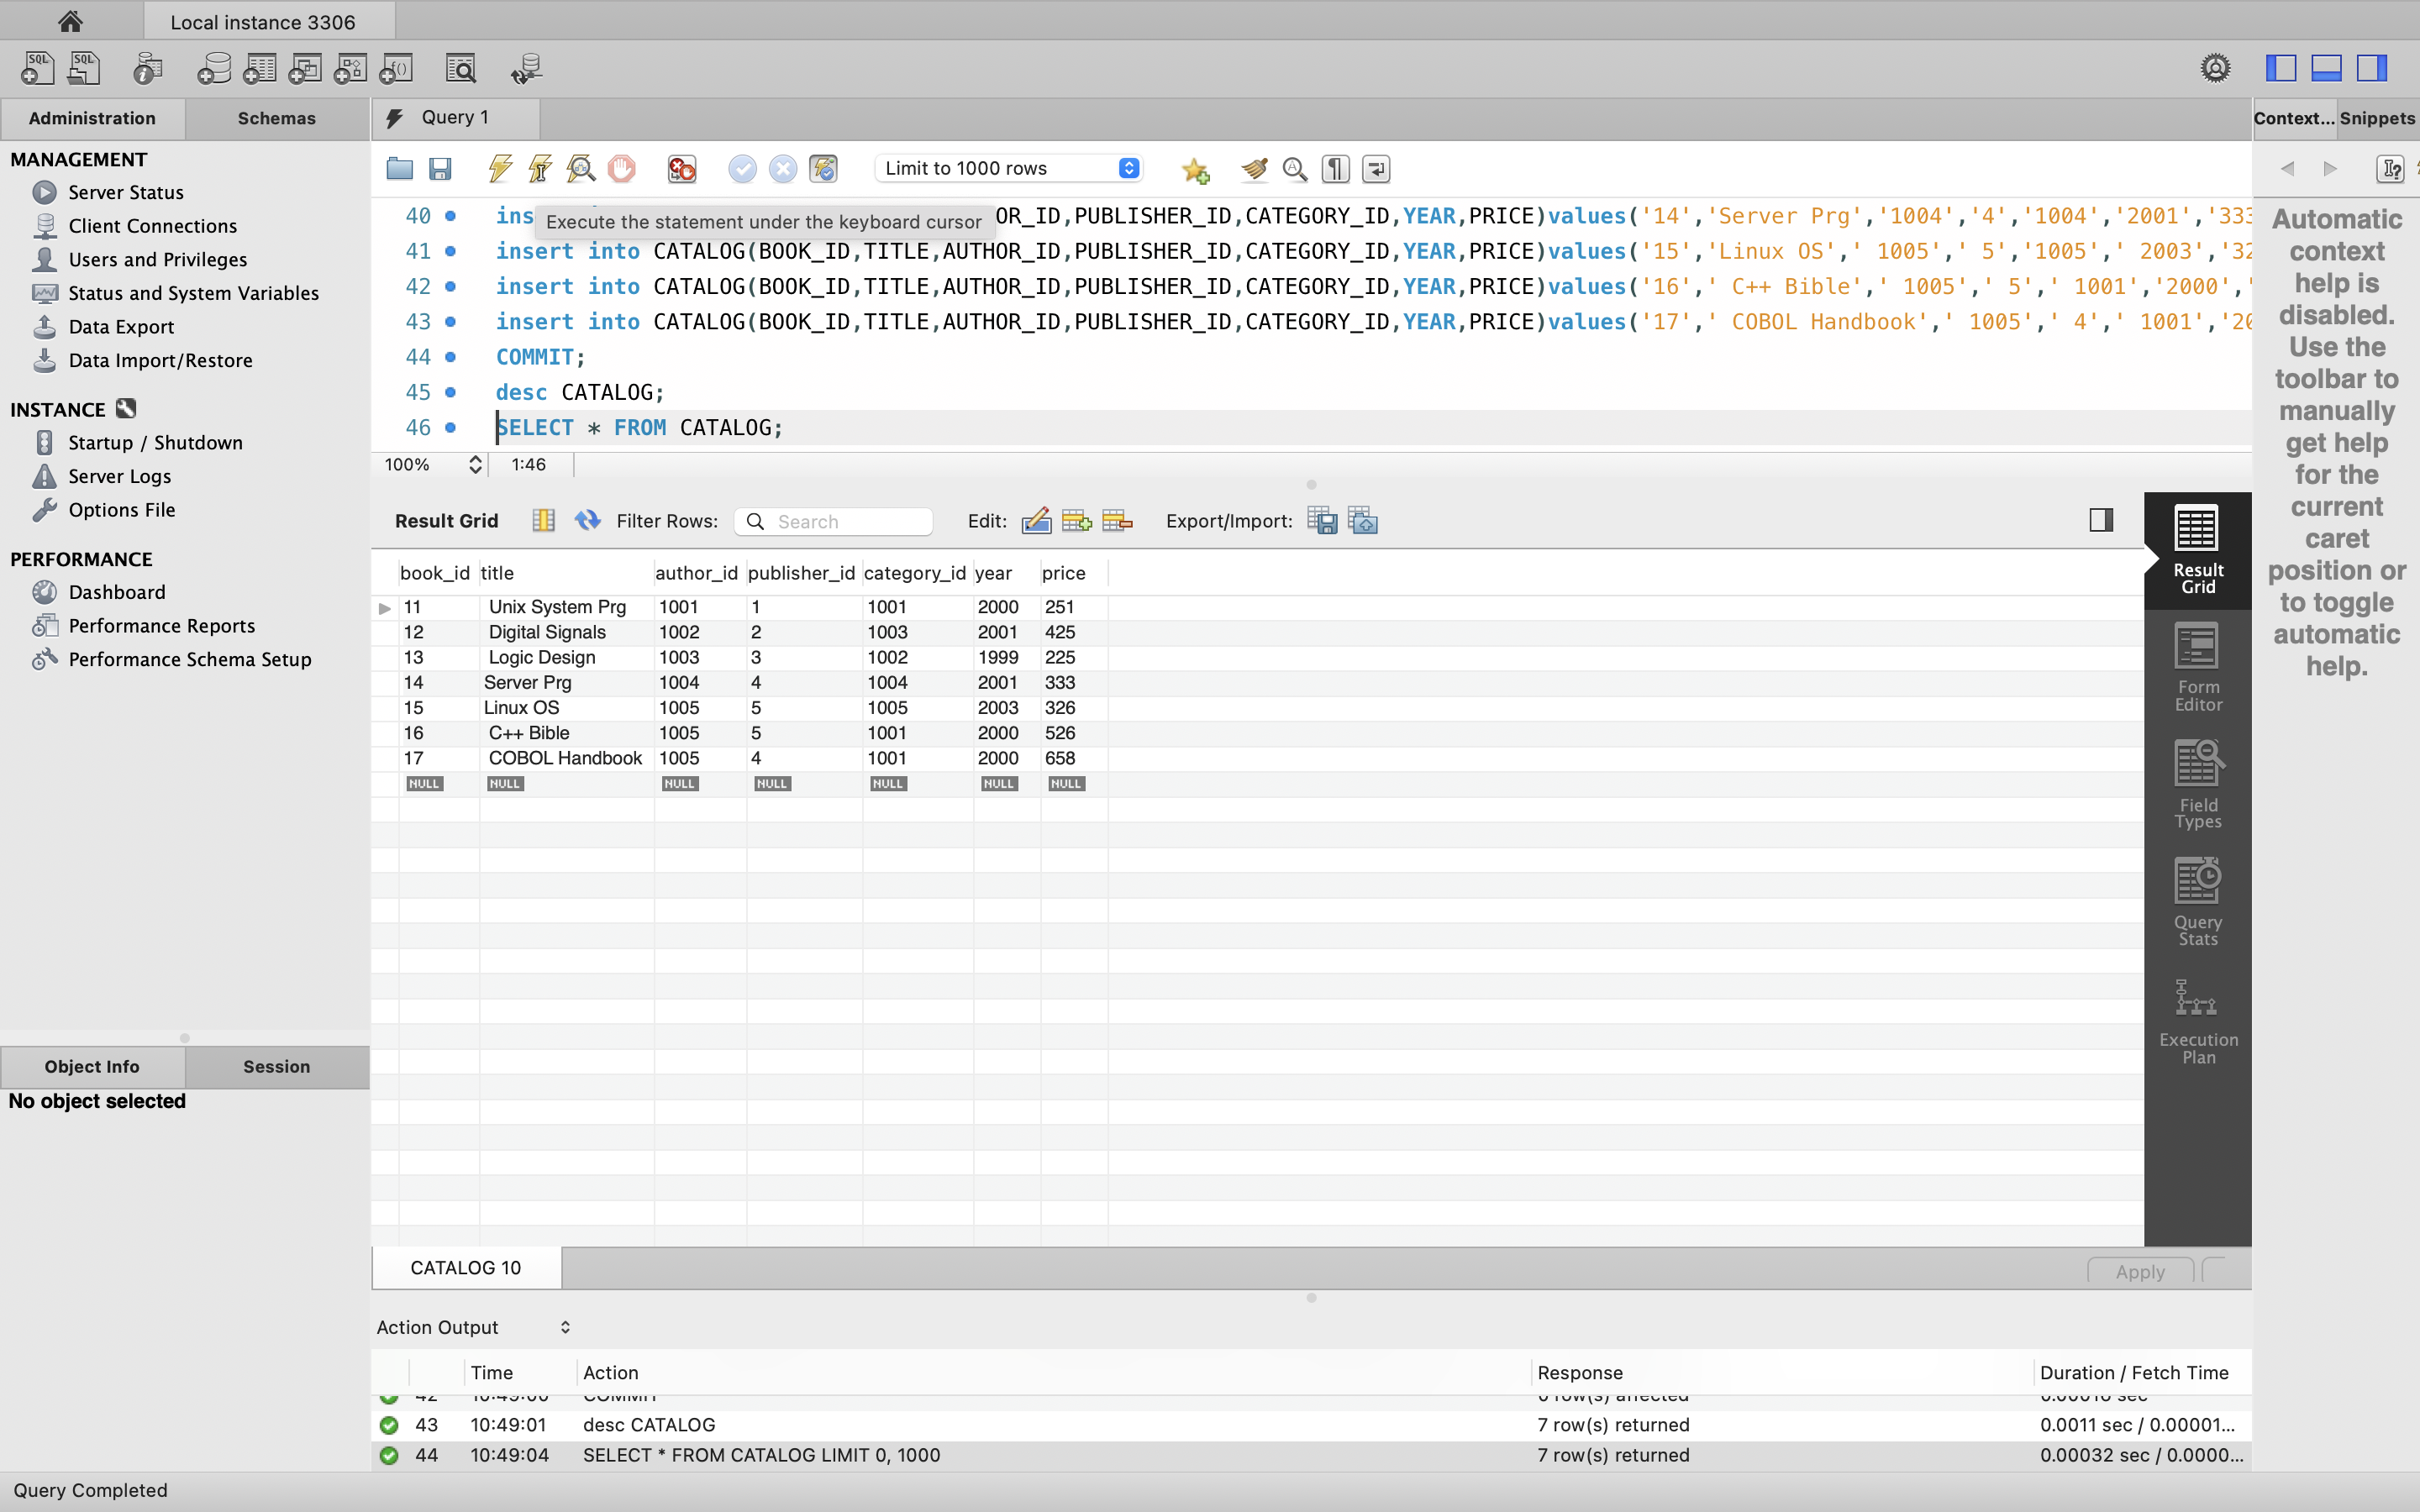 Local instance 3306
Administration Schemas
Query 1
Context... Snippets
MANAGEMENT
Server Status
Client Connections
Users and Privileges
Status and System Variables
Data Export
Data Import/Restore
INSTANCE
Startup / Shutdown
Server Logs
Options File
PERFORMANCE
Dashboard
Performance Reports
Performance Schema Setup
Object Info Session
No object selected
Limit to 1000 rows
40 ins OR_ID,PUBLISHER_ID,CATEGORY_ID,YEAR,PRICE)values('14','Server Prg','1004','4','1004','2001','333
Execute the statement under the keyboard cursor
41 insert into CATALOG(BOOK_ID,TITLE,AUTHOR_ID,PUBLISHER_ID,CATEGORY_ID,YEAR,PRICE)values('15','Linux OS',' 1005',' 5','1005',' 2003','32
42 insert into CATALOG(BOOK_ID,TITLE,AUTHOR_ID,PUBLISHER_ID,CATEGORY_ID,YEAR,PRICE)values('16',' C++ Bible',' 1005',' 5',' 1001','2000','
43 insert into CATALOG(BOOK_ID,TITLE,AUTHOR_ID,PUBLISHER_ID,CATEGORY_ID,YEAR,PRICE)values('17',' COBOL Handbook',' 1005',' 4',' 1001','20
44 COMMIT;
45 desc CATALOG;
46 SELECT * FROM CATALOG;
100% 1:46
Result Grid Filter Rows: Search Edit: Export/Import:
book_id title author_id publisher_id category_id year price
11 Unix System Prg 1001 1 1001 2000 251
12 Digital Signals 1002 2 1003 2001 425
13 Logic Design 1003 3 1002 1999 225
14 Server Prg 1004 4 1004 2001 333
15 Linux OS 1005 5 1005 2003 326
16 C++ Bible 1005 5 1001 2000 526
17 COBOL Handbook 1005 4 1001 2000 658
NULL NULL NULL NULL NULL NULL NULL
Result
Grid
Form
Editor
Field
Types
Query
Stats
Execution
Plan
Automatic
context
help is
disabled.
Use the
toolbar to
manually
get help
for the
current
caret
position or
to toggle
automatic
help.
CATALOG 10
Apply
Action Output
Time Action Response Duration / Fetch Time
43 10:49:01 desc CATALOG 7 row(s) returned 0.0011 sec / 0.00001...
44 10:49:04 SELECT * FROM CATALOG LIMIT 0, 1000 7 row(s) returned 0.00032 sec / 0.0000...
Query Completed